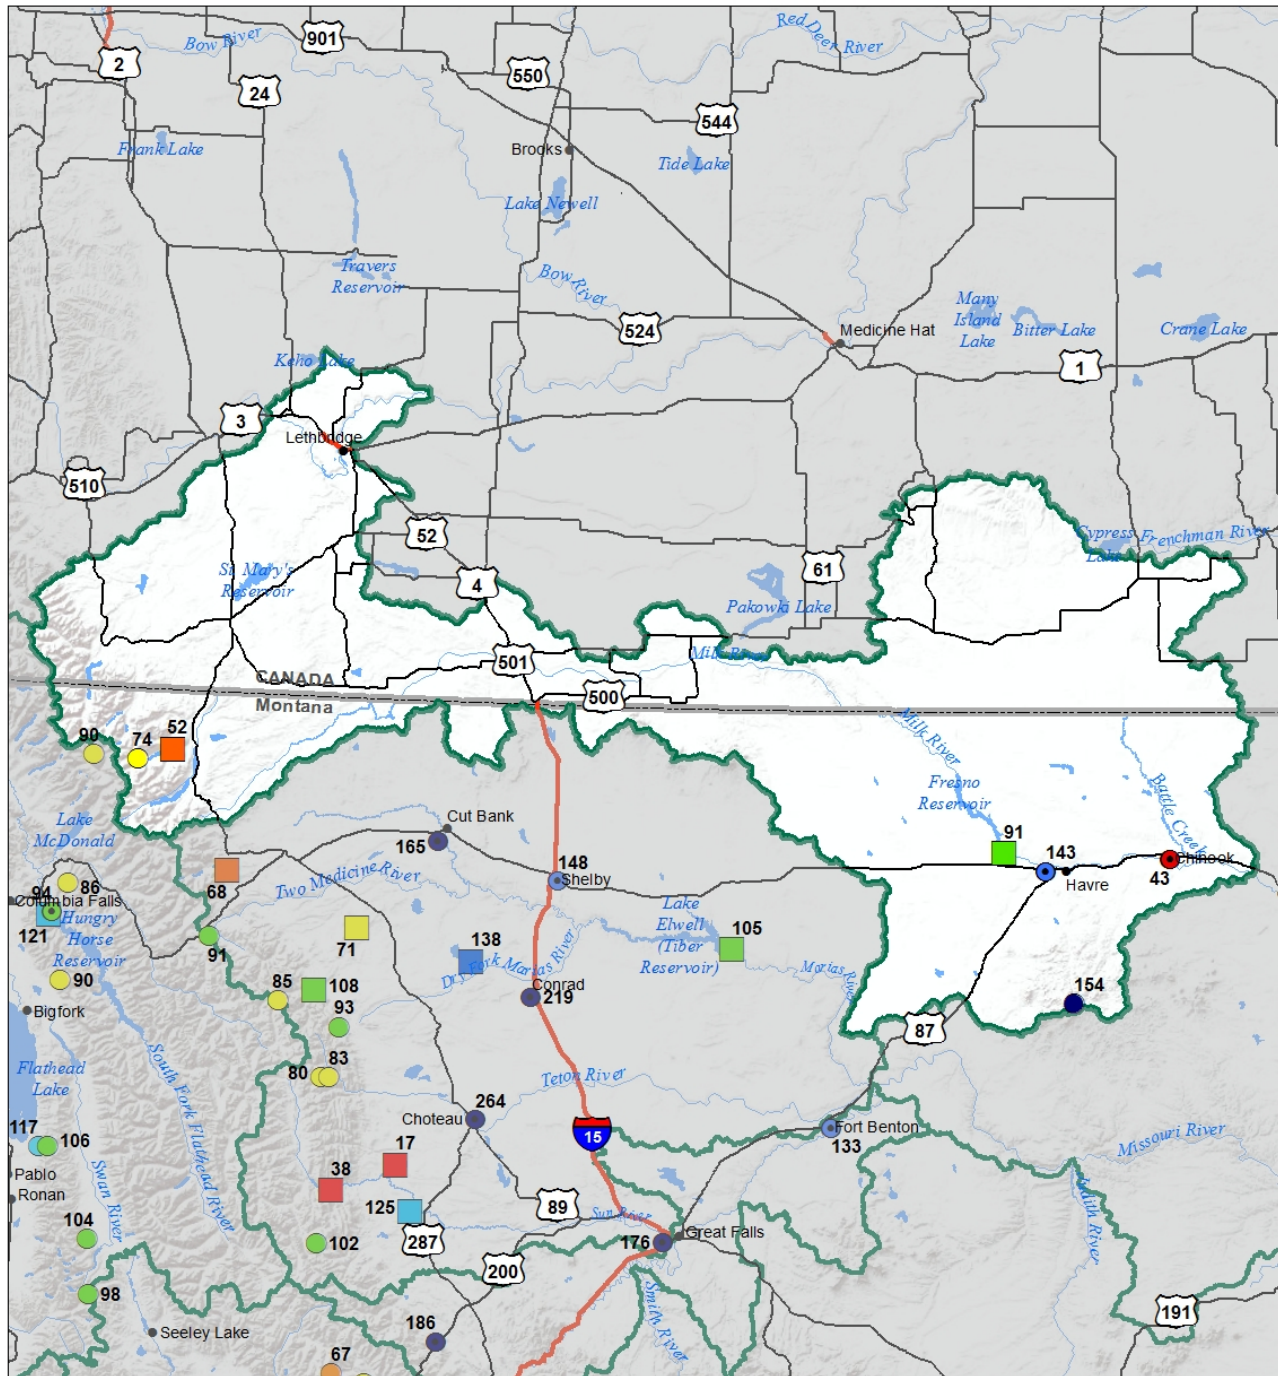 Bow River
901
Red Deer River
2
24
550
544
Frank Lake
Brooks
Tide Lake
Lake Newell
Travers
Reservoir
Bow River
524
Medicine Hat
Many
Island
Lake
Bitter Lake
Crane Lake
1
Keho Lake
3
Lethbridge
510
52
4
61
Cypress
Lake
Frenchman River
St Mary's
Reservoir
Pakowki Lake
501
Milk River
CANADA
Montana
500
90
74
52
Milk River
Fresno
Reservoir
Battle Creek
Lake
McDonald
Cut Bank
165
91
143
Havre
Chinook
43
148
Shelby
68
Two Medicine River
86
94
Columbia Falls
121
Hungry
Horse
Reservoir
91
71
138
Dry Fork Marias River
Lake
Elwell
(Tiber
Reservoir)
105
Marias River
90
85
108
93
Conrad
219
154
87
Bigfork
Flathead
Lake
South Fork Flathead River
80
83
Teton River
264
Choteau
15
Fort Benton
133
Missouri River
117
106
Pablo
Ronan
Swan River
17
38
125
89
Sun River
Judith River
104
102
287
176
Great Falls
200
98
Smith River
191
Seeley Lake
186
67